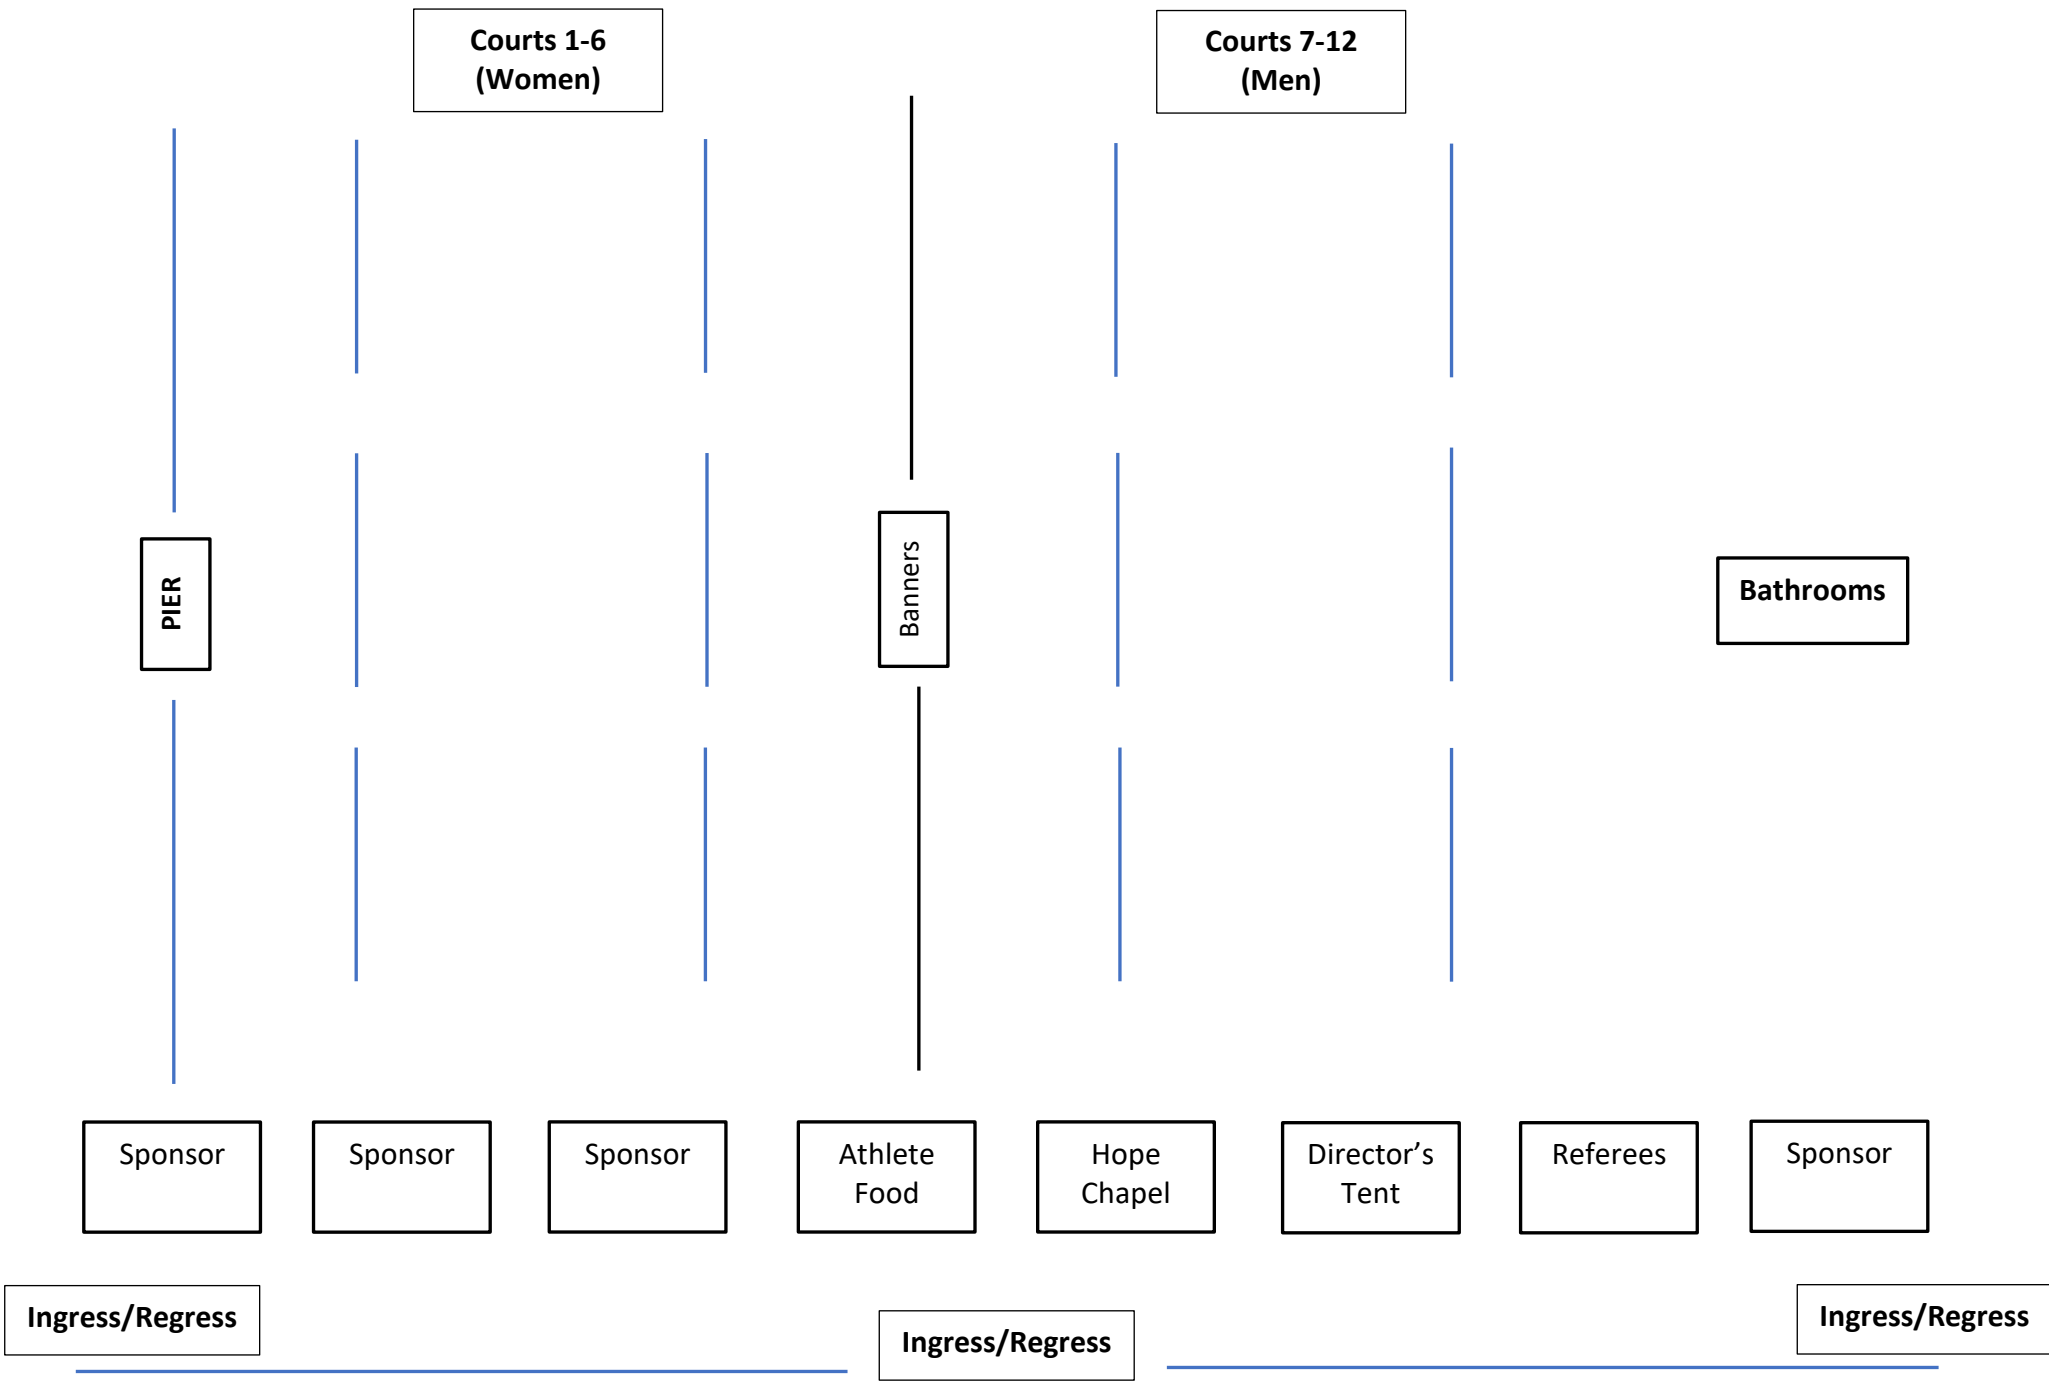 Courts 1-6
(Women)
Courts 7-12
(Men)
PIER
Banners
Bathrooms
Sponsor
Sponsor
Sponsor
Athlete
Food
Hope
Chapel
Director’s
Tent
Referees
Sponsor
Ingress/Regress
Ingress/Regress
Ingress/Regress